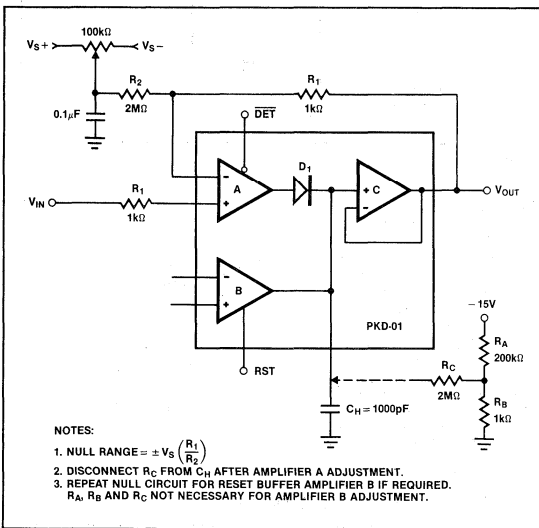 100kΩ
VS+
VS−
R2
2MΩ
R1
1kΩ
0.1μF
DET
D1
−
A
+
+
C
−
VOUT
VIN
R1
1kΩ
−
B
+
PKD-01
−15V
RA
200kΩ
RST
RC
2MΩ
RB
1kΩ
CH = 1000pF
NOTES:
1. NULL RANGE = ± VS (R1/R2)
2. DISCONNECT RC FROM CH AFTER AMPLIFIER A ADJUSTMENT.
3. REPEAT NULL CIRCUIT FOR RESET BUFFER AMPLIFIER B IF REQUIRED.
RA, RB AND RC NOT NECESSARY FOR AMPLIFIER B ADJUSTMENT.